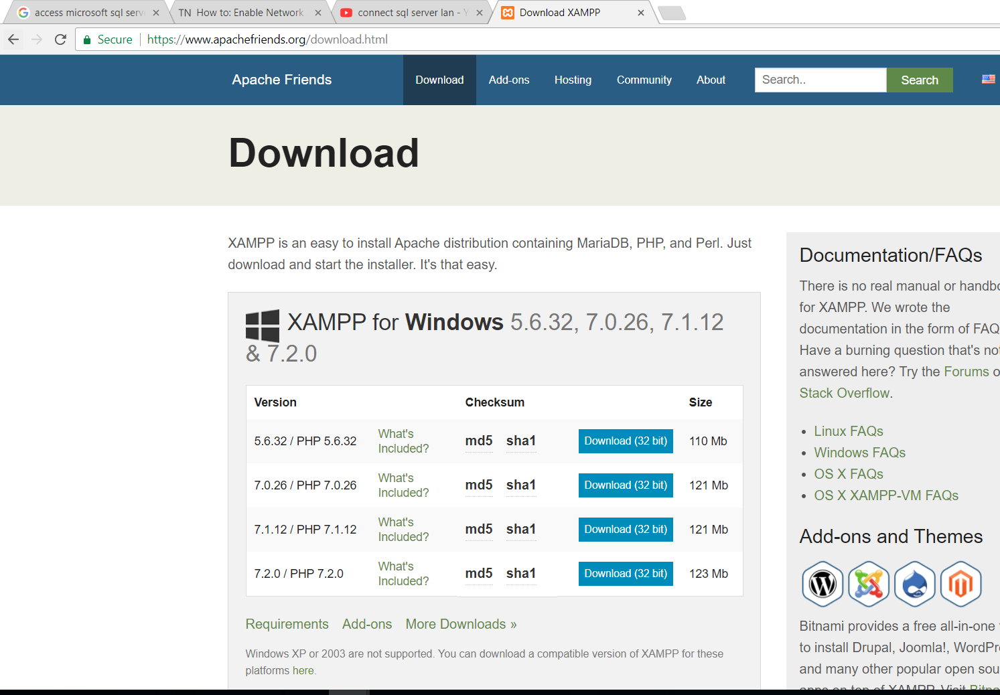 access microsoft sql serv
TN How to: Enable Network
connect sql server lan - Y
Download XAMPP
Secure https://www.apachefriends.org/download.html
Apache Friends
Download
Add-ons
Hosting
Community
About
Search..
Search
Download
XAMPP is an easy to install Apache distribution containing MariaDB, PHP, and Perl. Just
download and start the installer. It's that easy.
XAMPP for Windows 5.6.32, 7.0.26, 7.1.12
& 7.2.0
Version Checksum Size
5.6.32 / PHP 5.6.32 What's Included? md5 sha1 Download (32 bit) 110 Mb
7.0.26 / PHP 7.0.26 What's Included? md5 sha1 Download (32 bit) 121 Mb
7.1.12 / PHP 7.1.12 What's Included? md5 sha1 Download (32 bit) 121 Mb
7.2.0 / PHP 7.2.0 What's Included? md5 sha1 Download (32 bit) 123 Mb
Requirements Add-ons More Downloads »
Windows XP or 2003 are not supported. You can download a compatible version of XAMPP for these
platforms here.
Documentation/FAQs
There is no real manual or handbo
for XAMPP. We wrote the
documentation in the form of FAQ
Have a burning question that's not
answered here? Try the Forums o
Stack Overflow.
• Linux FAQs
• Windows FAQs
• OS X FAQs
• OS X XAMPP-VM FAQs
Add-ons and Themes
Bitnami provides a free all-in-one
to install Drupal, Joomla!, WordPr
and many other popular open sou
apps on top of XAMPP. Visit Bitna